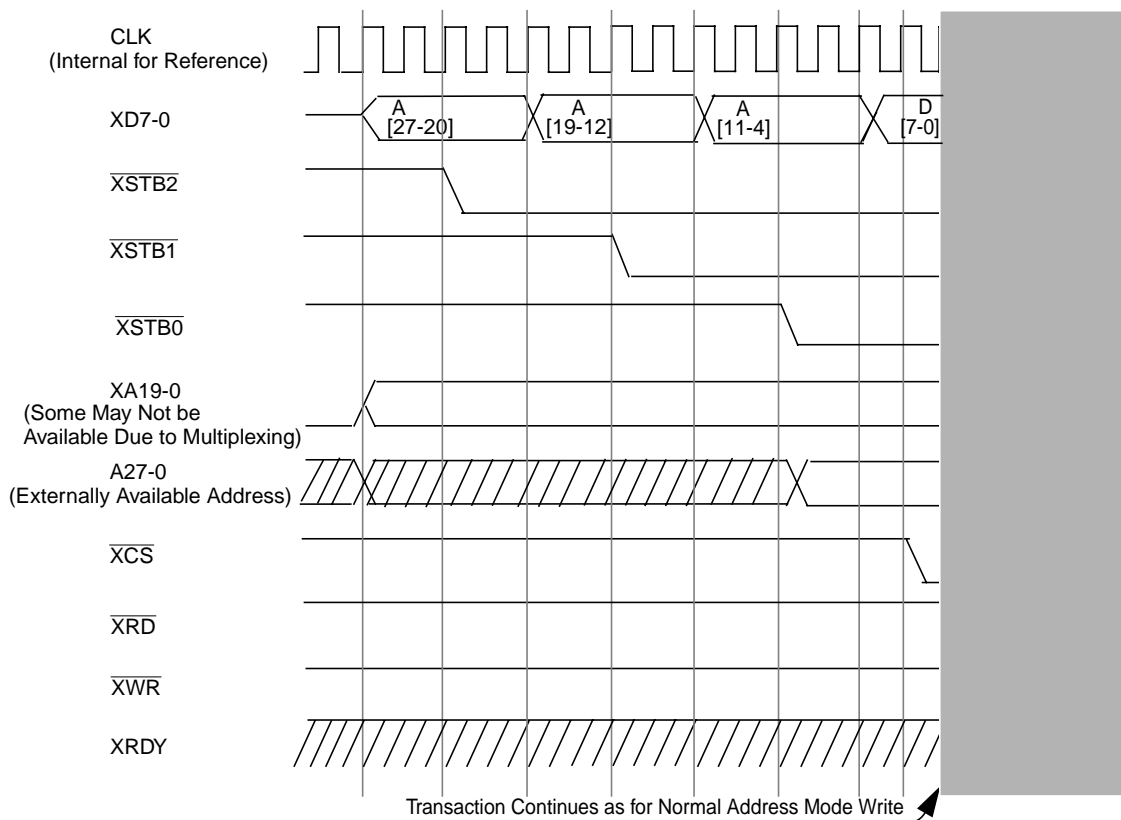 CLK
(Internal for Reference)
XD7-0
A
[27-20]
A
[19-12]
A
[11-4]
D
[7-0]
XSTB2
XSTB1
XSTB0
XA19-0
(Some May Not be
Available Due to Multiplexing)
A27-0
(Externally Available Address)
XCS
XRD
XWR
XRDY
Transaction Continues as for Normal Address Mode Write